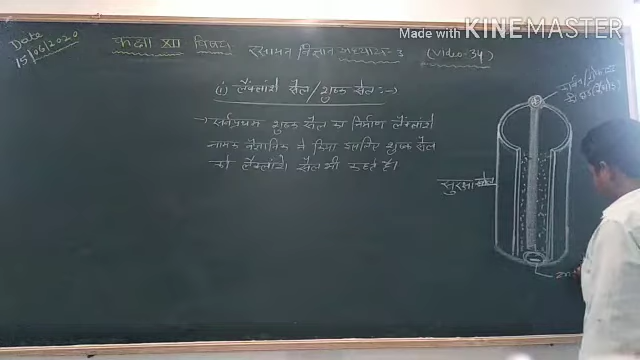 Made with KINEMASTER
Date
15/06/2020
कक्षा XII विषय रसायन विज्ञान अध्याय-3 (Video-34)
(i) लैक्लांशे सैल / शुष्क सेल :-
→ सर्वप्रथम शुष्क सैल का निर्माण लैक्लांशे
नामक वैज्ञानिक ने किया इसलिए शुष्क सैल
को लैक्लांशे सैल भी कहते है।
सुरक्षा खोल
Zn